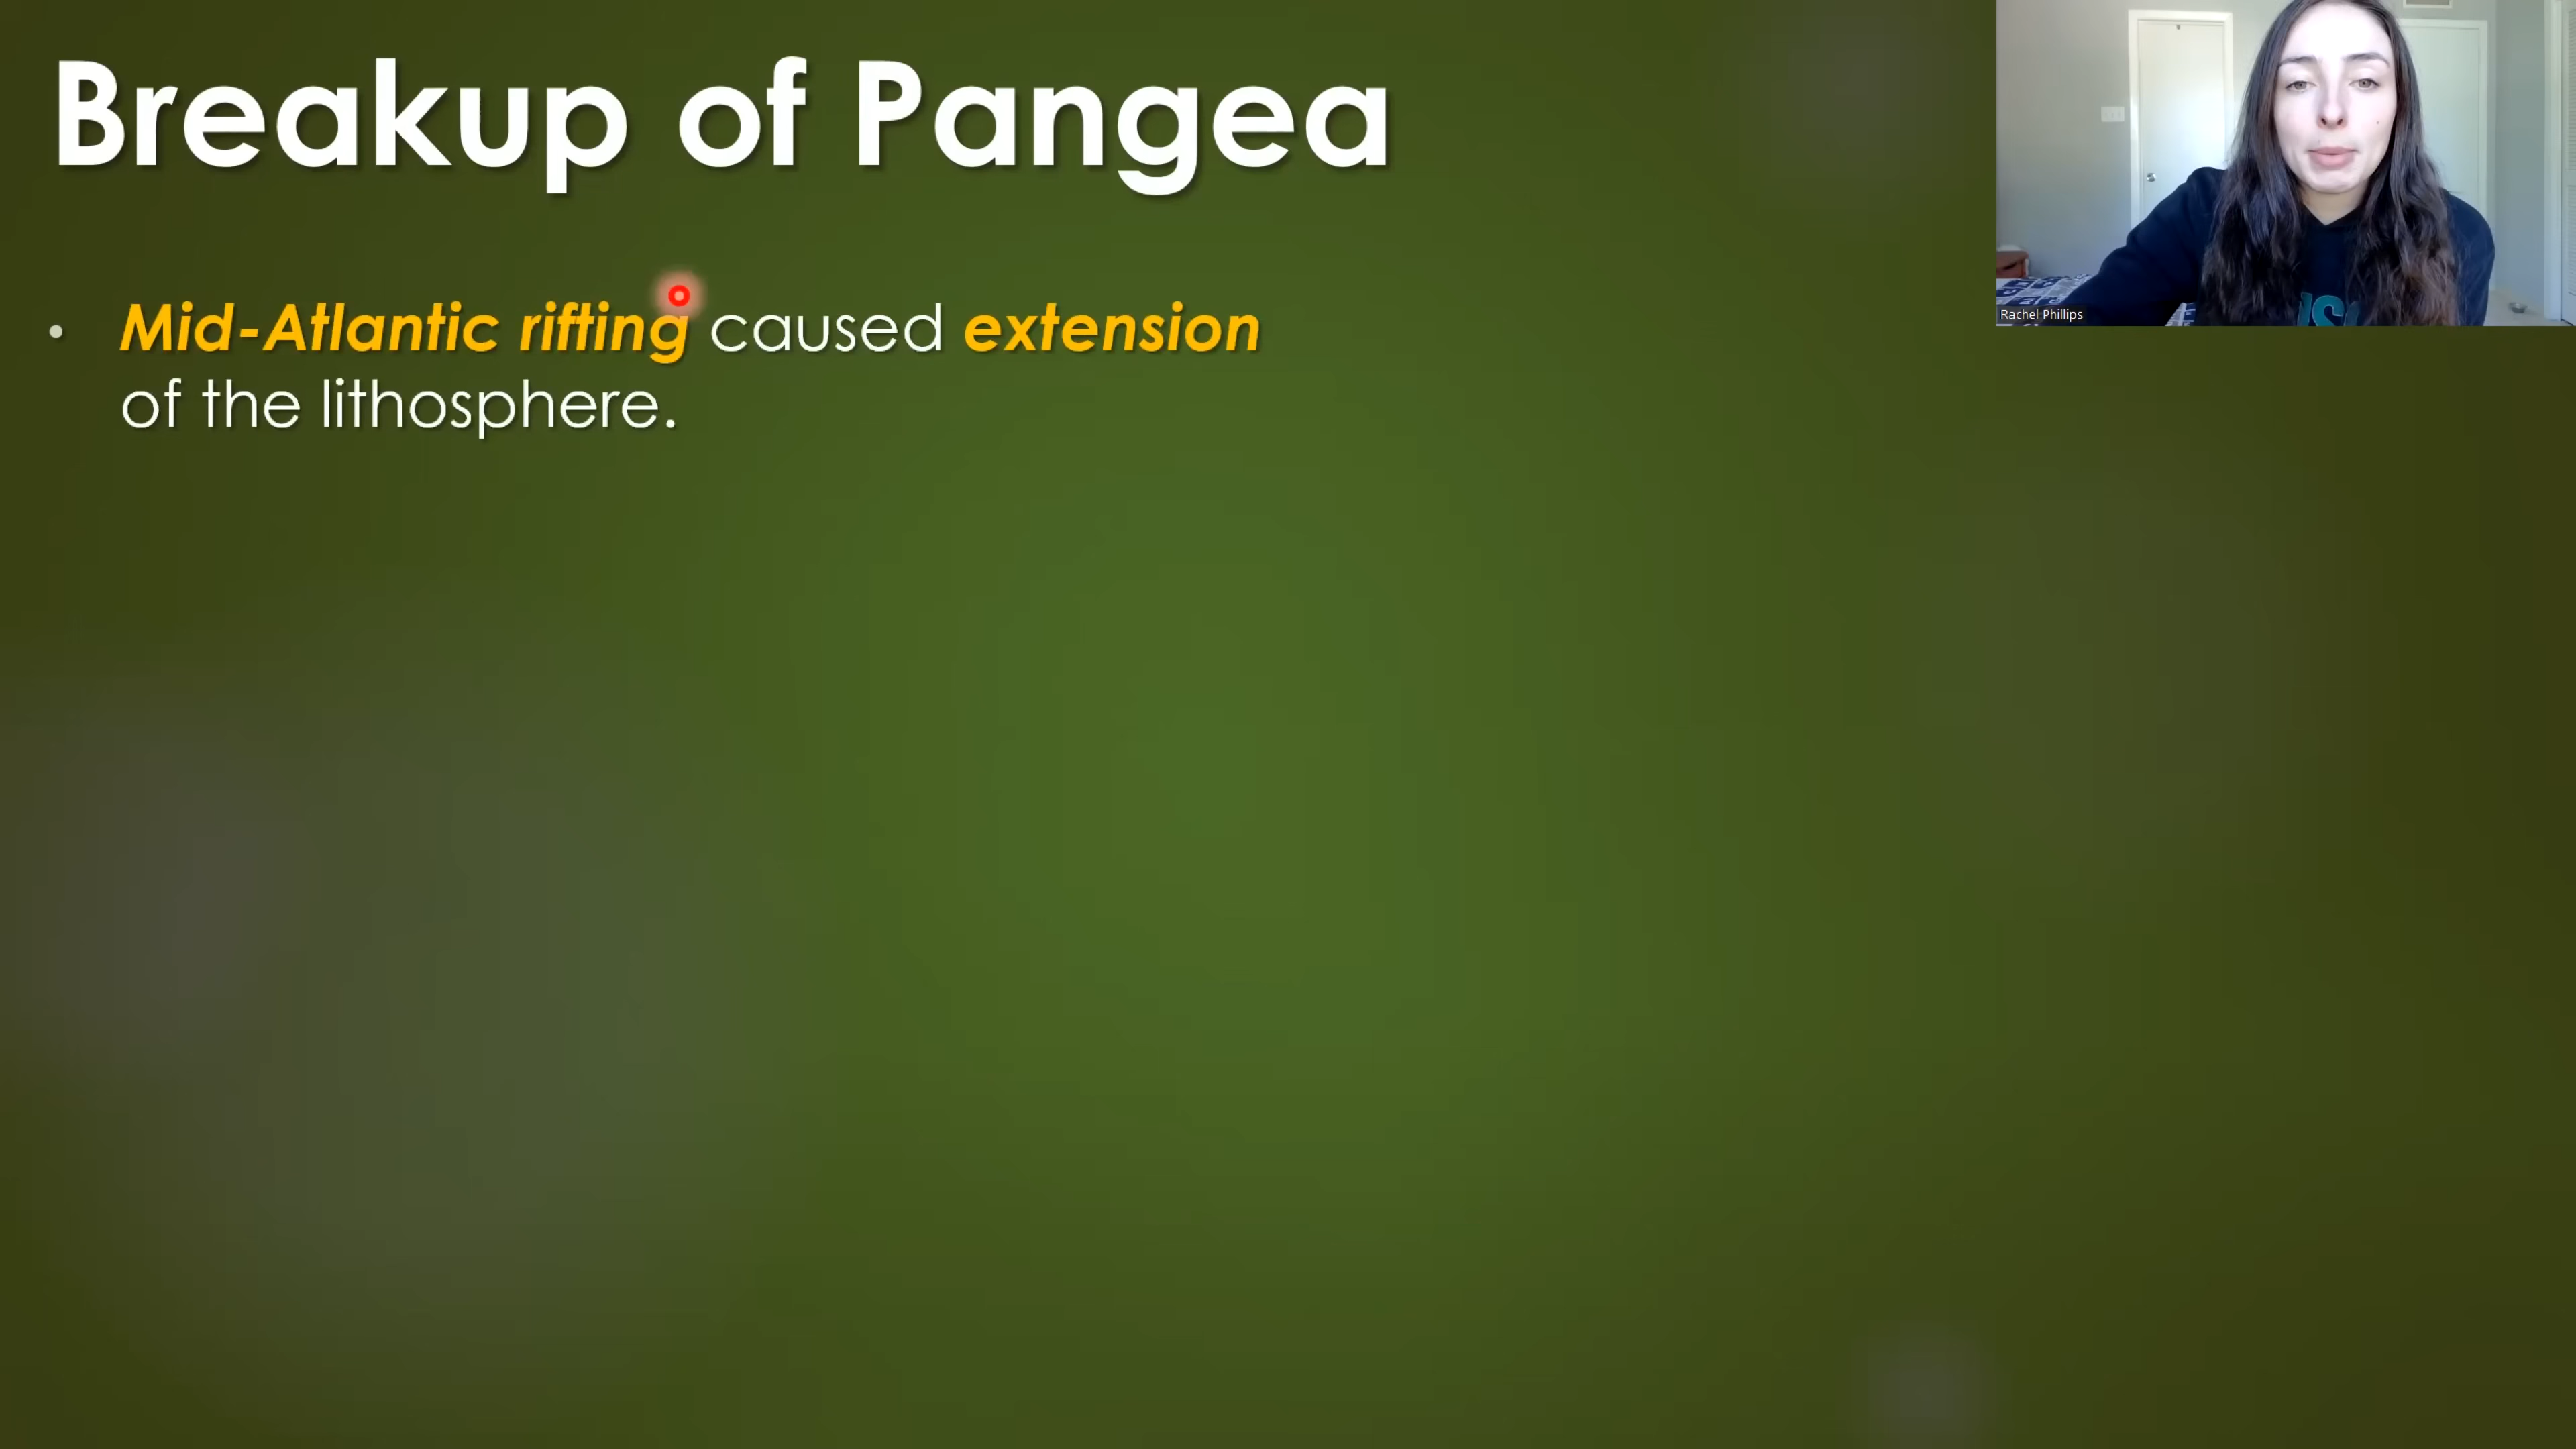 Breakup of Pangea
• Mid-Atlantic rifting caused extension
of the lithosphere.
Rachel Phillips